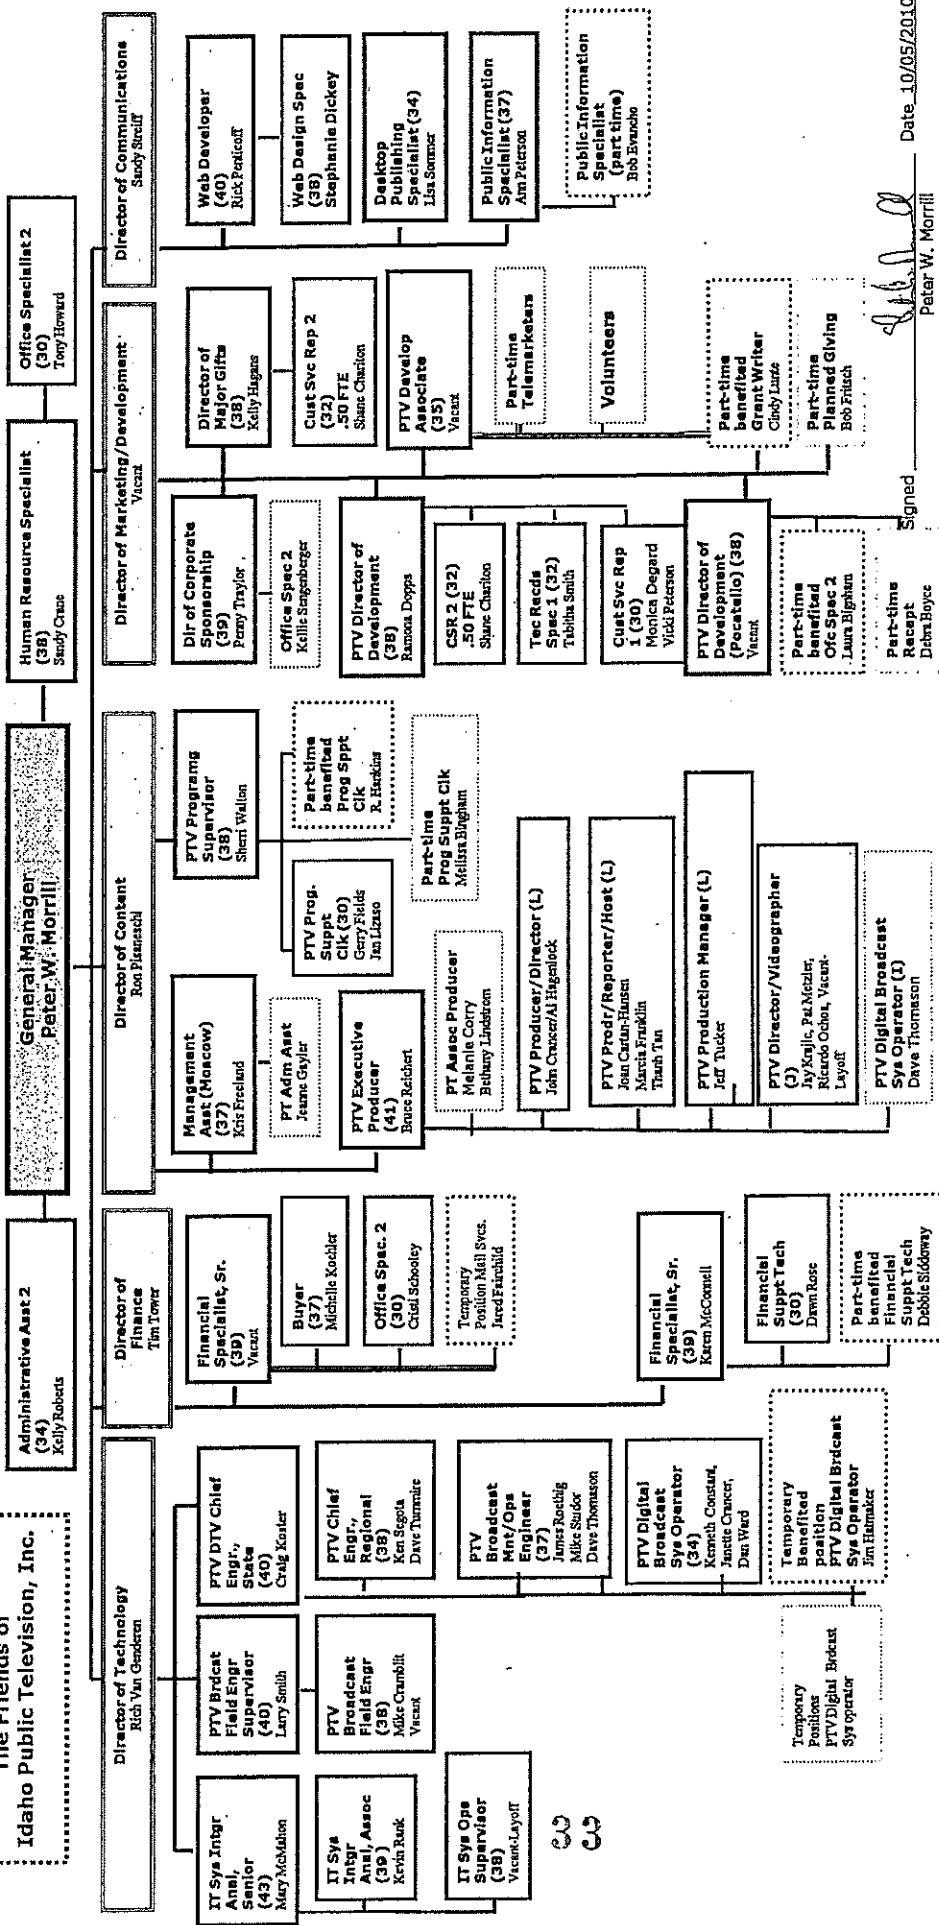 The Friends of
Idaho Public Television, Inc.
Administrative Asst 2
(34)
Kelly Roberts
General Manager
Peter W. Morrill
Human Resource Specialist
(38)
Sandy Crane
Office Specialist 2
(30)
Tony Howard
Director of Technology
Rich Van Genderen
IT Sys Intgr
Anal,
Senior
(43)
Mary McMahon
IT Sys
Intgr
Anal, Assoc
(39)
Kevin Rank
IT Sys Ops
Supervisor
(38)
Vacant-Layoff
PTV Brdcst
Field Engr
Supervisor
(40)
Larry Smith
PTV
Broadcast
Field Engr
(38)
Mike Cramblit
Vacant
PTV DTV Chief
Engr.,
State
(40)
Craig Koster
PTV Chief
Engr.,
Regional
(38)
Ken Segota
Dave Turnmire
PTV
Broadcast
Mnt/Ops
Engineer
(37)
James Roethig
Mike Studor
Dave Thomason
PTV Digital
Broadcast
Sys Operator
(34)
Kenneth Constant,
Janette Crancer,
Dan Ward
Temporary
Benefited
position
PTV Digital Brdcast
Sys Operator
Jim Hatmaker
Temporary
Positions
PTV Digital Brdcast
Sys operator
Director of
Finance
Tim Tower
Financial
Specialist, Sr.
(39)
Vacant
Buyer
(37)
Michelle Koehler
Office Spec. 2
(30)
Cristi Schooley
Temporary
Position Mail Svcs.
Jared Fairchild
Financial
Specialist, Sr.
(39)
Karen McConnell
Financial
Suppt Tech
(30)
Dawn Rose
Part-time
benefited
Financial
Suppt Tech
Debbie Siddoway
Director of Content
Ron Pisaneschi
Management
Asst (Moscow)
(37)
Kris Freeland
PT Adm Asst
Jeanne Gayler
PTV Executive
Producer
(41)
Bruce Reichert
PT Assoc Producer
Melanie Corry
Bethany Lindstrom
PTV Producer/Director (L)
John Crancer/Al Hagenlock
PTV Prodr/Reporter/Host (L)
Joan Cartan-Hansen
Marcia Franklin
Thanh Tan
PTV Production Manager (L)
Jeff Tucker
PTV Director/Videographer
(J)
Jay Krajic, Pat Metzler,
Ricardo Ochoa, Vacant-
Layoff
PTV Digital Broadcast
Sys Operator (I)
Dave Thomason
PTV Programg
Supervisor
(38)
Sherri Walton
PTV Prog.
Suppt
Clk (30)
Gerry Fields
Jan Lizaso
Part-time
benefited
Prog Sppt
Clk
R. Harkins
Part-time
Prog Suppt Clk
Melissa Bingham
Director of Marketing/Development
Vacant
Dir of Corporate
Sponsorship
(39)
Penny Traylor
Office Spec 2
PTV Director of
Development
(38)
Ramona Dopps
CSR 2 (32)
.50 FTE
Shane Chariton
Tec Recds
Spec 1 (32)
Tabitha Smith
Cust Svc Rep
1 (30)
Monica Degard
Vicki Peterson
PTV Director of
Development
(Pocatello) (38)
Vacant
Part-time
benefited
Ofc Spec 2
Laura Bigham
Part-time
Recept
Debra Boyce
Director of
Major Gifts
(38)
Kelly Hagans
Cust Svc Rep 2
(32)
.50 FTE
Shane Chariton
PTV Develop
Associate
(35)
Vacant
Part-time
Telemarketers
Volunteers
Part-time
benefited
Grant Writer
Cindy Lunte
Part-time
Planned Giving
Bob Fritsch
Director of Communications
Sandy Streiff
Web Developer
(40)
Rick Penticoff
Web Design Spec
(38)
Stephanie Dickey
Desktop
Publishing
Specialist (34)
Lisa Sommer
Public Information
Specialist (37)
Ann Peterson
Public Information
Specialist
(part time)
Bob Evancho
33
Signed
Peter W. Morrill
Date 10/05/2010